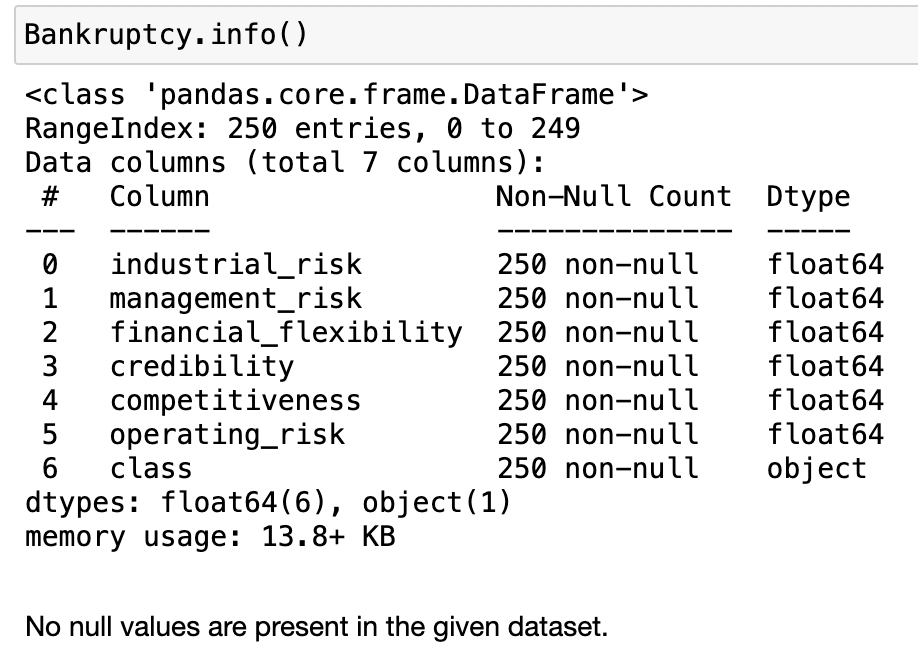 Bankruptcy.info()
<class 'pandas.core.frame.DataFrame'>
RangeIndex: 250 entries, 0 to 249
Data columns (total 7 columns):
 #   Column                 Non-Null Count  Dtype
---  ------                 --------------  -----
 0   industrial_risk        250 non-null    float64
 1   management_risk        250 non-null    float64
 2   financial_flexibility  250 non-null    float64
 3   credibility            250 non-null    float64
 4   competitiveness        250 non-null    float64
 5   operating_risk         250 non-null    float64
 6   class                  250 non-null    object
dtypes: float64(6), object(1)
memory usage: 13.8+ KB
No null values are present in the given dataset.